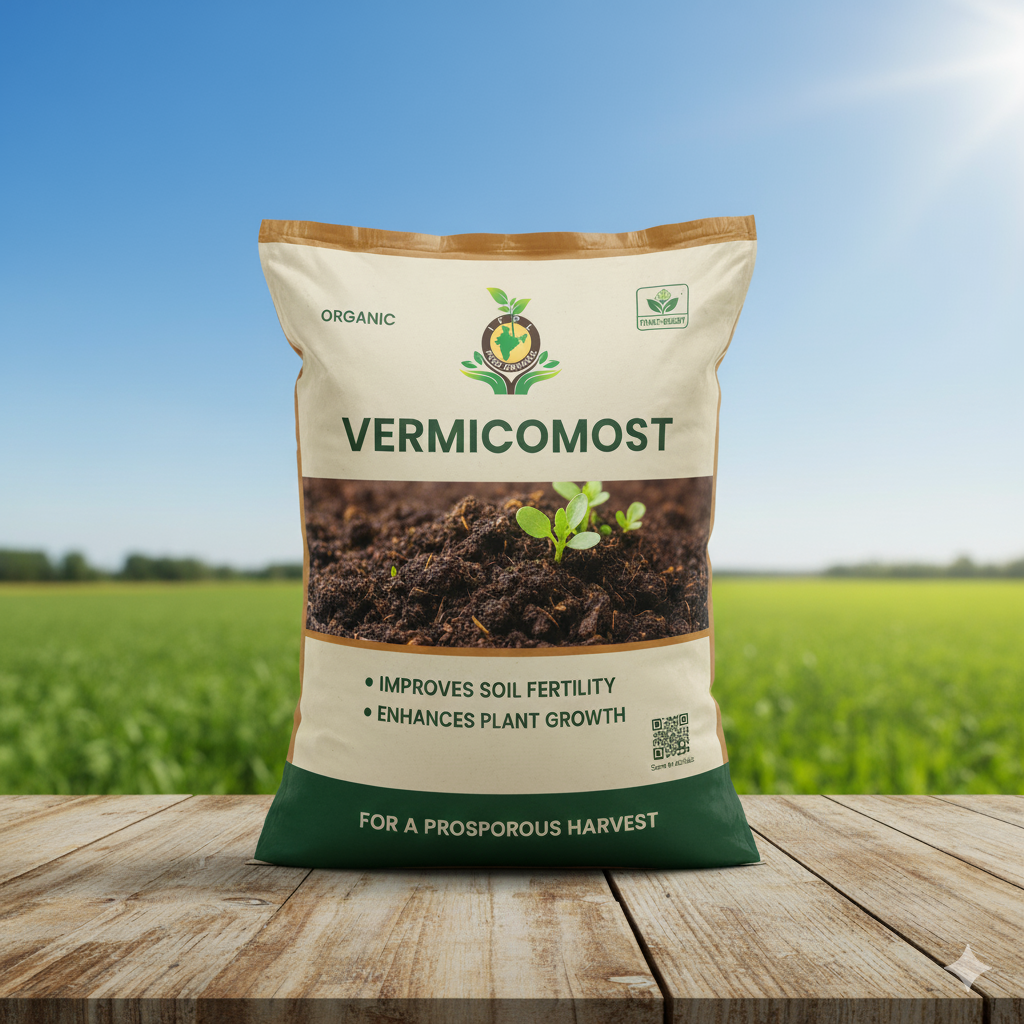 ORGANIC
I F D L
VERMICOMOST
• IMPROVES SOIL FERTILITY
• ENHANCES PLANT GROWTH
FOR A PROSPOROUS HARVEST